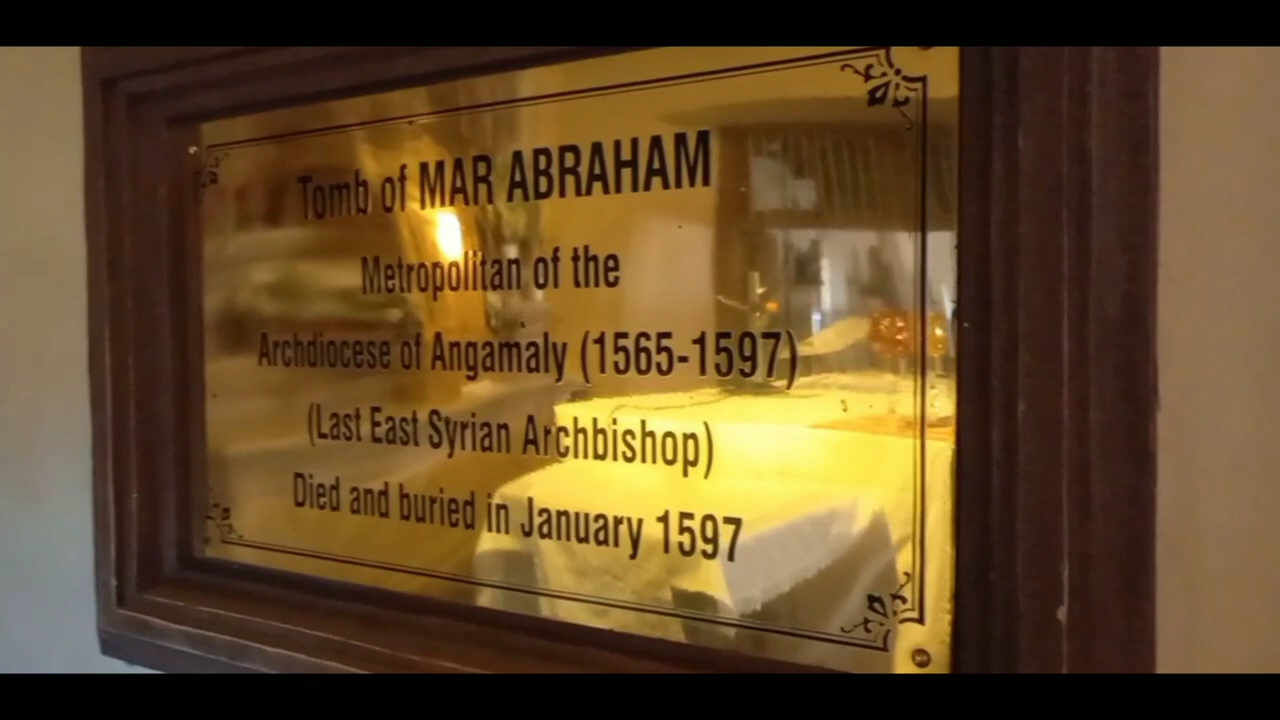 Tomb of MAR ABRAHAM
Metropolitan of the
Archdiocese of Angamaly (1565-1597)
(Last East Syrian Archbishop)
Died and buried in January 1597